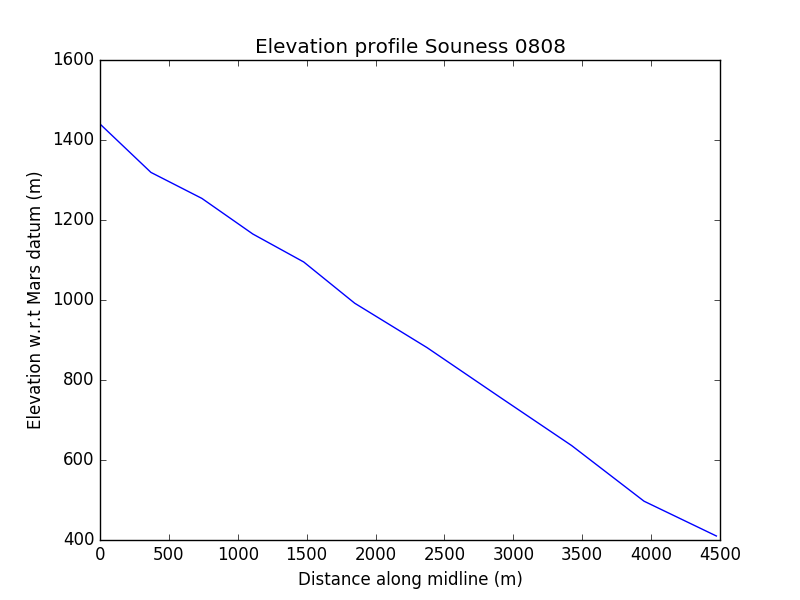 Elevation profile Souness 0808
1600
1400
1200
1000
800
600
400
Elevation w.r.t Mars datum (m)
0 500 1000 1500 2000 2500 3000 3500 4000 4500
Distance along midline (m)